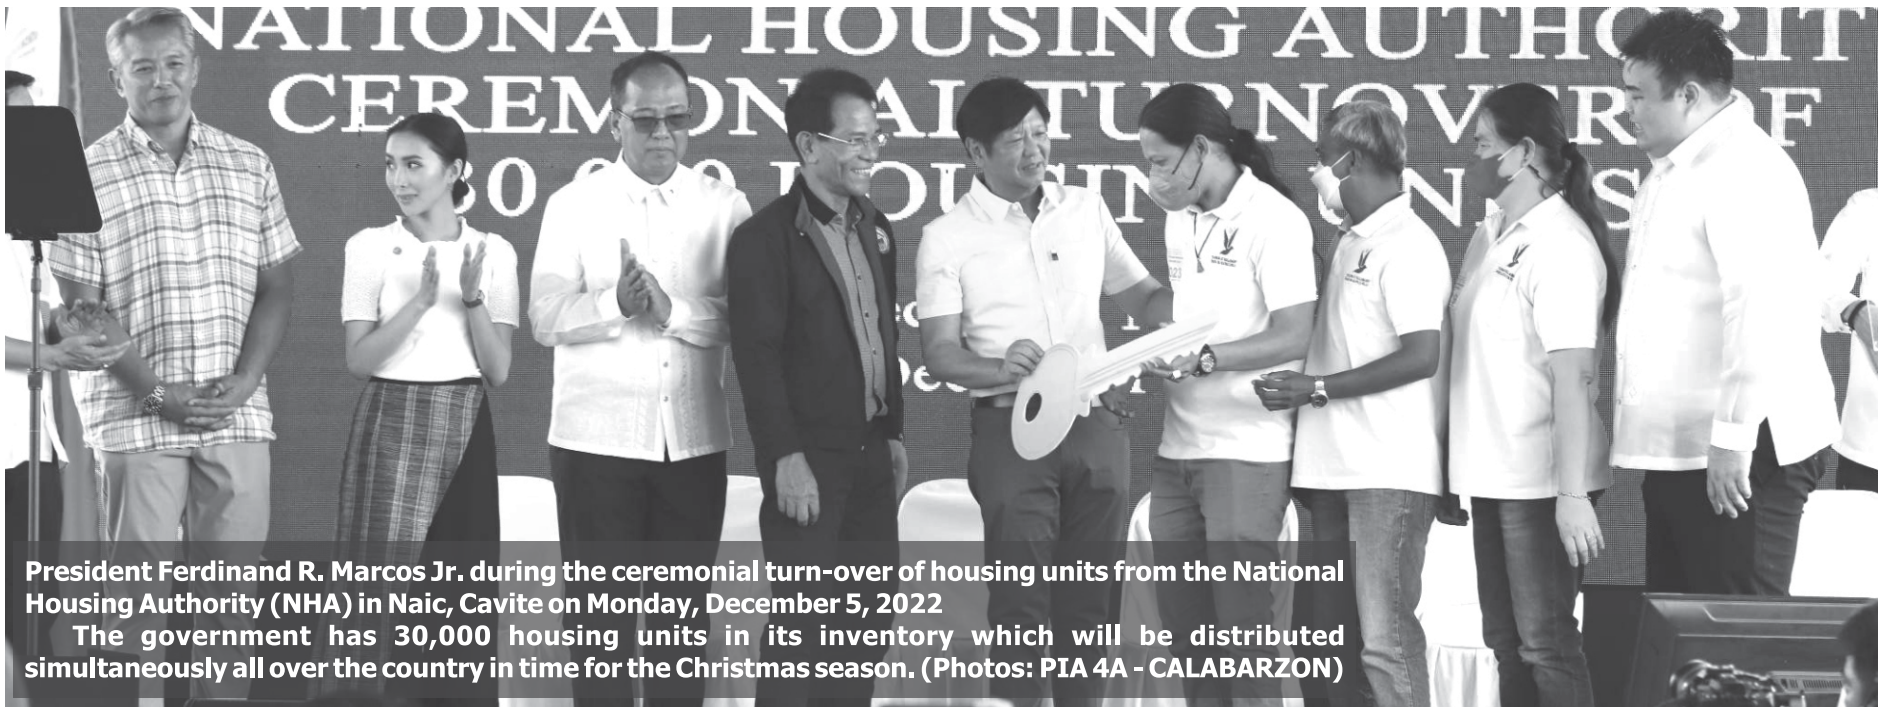 NATIONAL HOUSING AUTHORIT
CEREMONIAL TURNOVER OF
President Ferdinand R. Marcos Jr. during the ceremonial turn-over of housing units from the National
Housing Authority (NHA) in Naic, Cavite on Monday, December 5, 2022
The government has 30,000 housing units in its inventory which will be distributed
simultaneously all over the country in time for the Christmas season. (Photos: PIA 4A - CALABARZON)